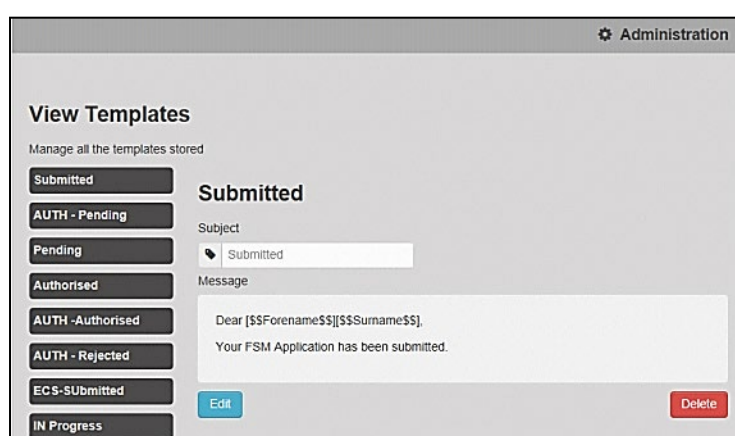 Administration
View Templates
Manage all the templates stored
Submitted
AUTH - Pending
Pending
Authorised
AUTH -Authorised
AUTH - Rejected
ECS-SUbmitted
IN Progress
Submitted
Subject
Submitted
Message
Dear [$$Forename$$][$$Surname$$],
Your FSM Application has been submitted.
Edit
Delete